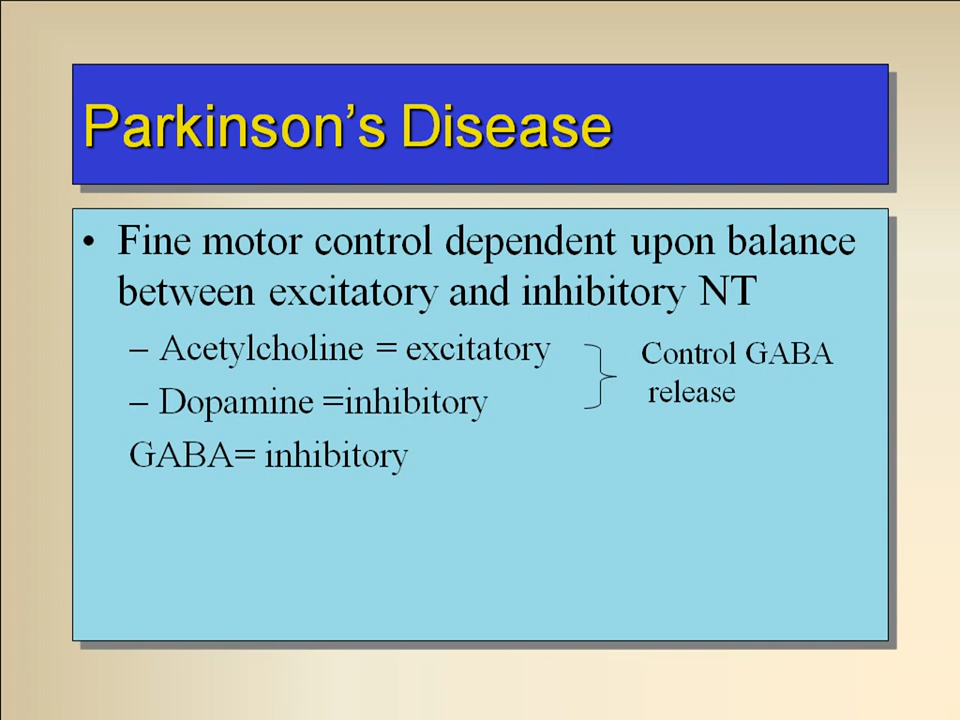 Parkinson's Disease
• Fine motor control dependent upon balance
between excitatory and inhibitory NT
– Acetylcholine = excitatory
– Dopamine =inhibitory
Control GABA
release
GABA= inhibitory